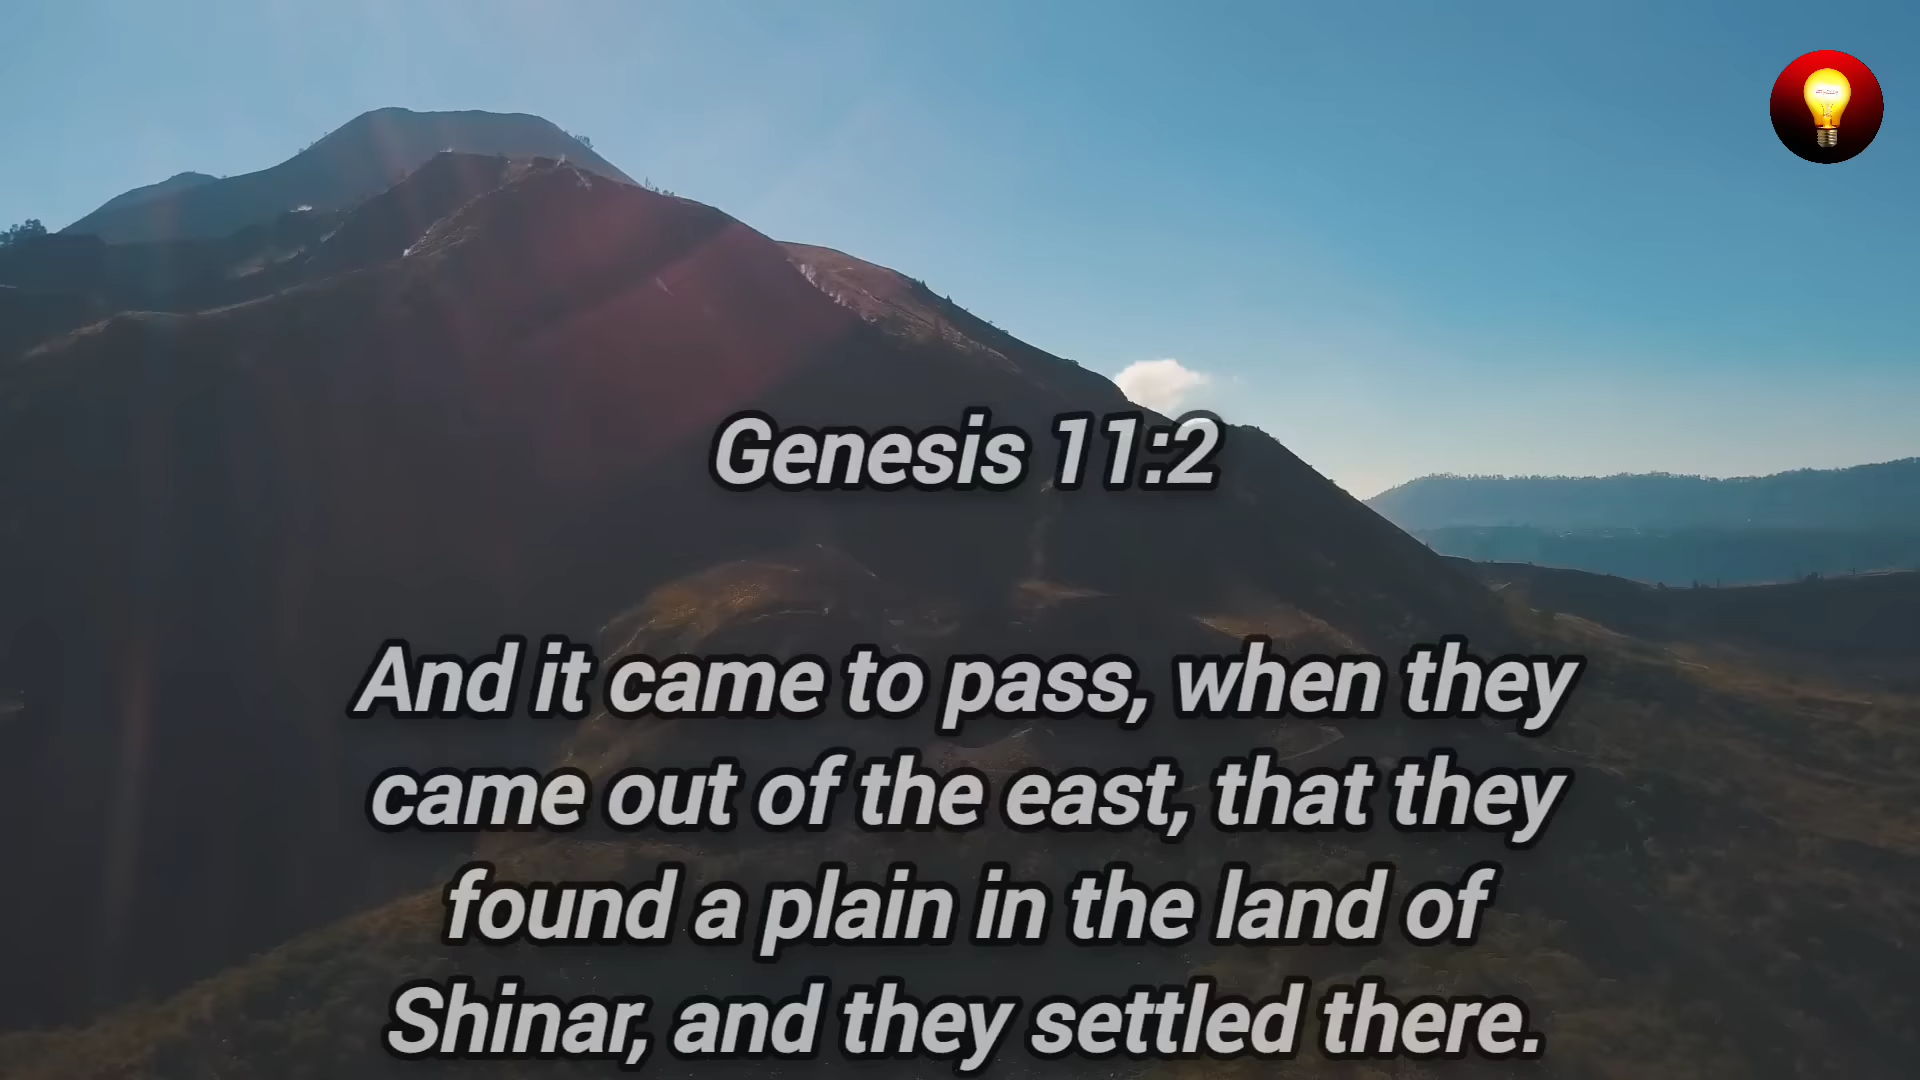 Genesis 11:2
And it came to pass, when they
came out of the east, that they
found a plain in the land of
Shinar, and they settled there.